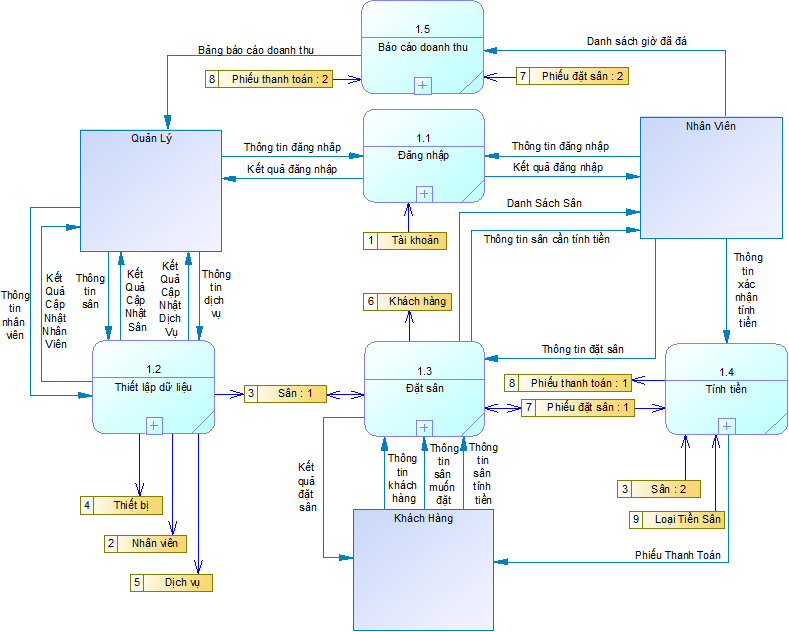 1.5
Báo cáo doanh thu
Bảng báo cáo doanh thu
Danh sách giờ đã đá
8 Phiếu thanh toán : 2
7 Phiếu đặt sân : 2
Quản Lý
1.1
Đăng nhập
Nhân Viên
Thông tin đăng nhâp
Kết quả đăng nhập
Thông tin đăng nhập
Kết quả đăng nhập
Danh Sách Sân
Thông tin sân cần tính tiền
1 Tài khoản
Thông
tin
nhân
viên
Kết
Quả
Cập
Nhật
Nhân
Viên
Thông
tin
sân
Kết
Quả
Cập
Nhật
Sân
Kết
Quả
Cập
Nhật
Dịch
Vụ
Thông
tin
dịch
vụ
Thông
tin
xác
nhân
tính
tiền
6 Khách hàng
Thông tin đặt sân
1.2
Thiết lập dữ liệu
3 Sân : 1
1.3
Đặt sân
8 Phiếu thanh toán : 1
7 Phiếu đặt sân : 1
1.4
Tính tiền
Kết
quả
đặt
sân
Thông
tin
khách
hàng
Thông
tin
sân
muốn
đặt
Thông
tin
sân
tính
tiền
4 Thiết bị
2 Nhân viên
5 Dịch vụ
3 Sân : 2
9 Loại Tiền Sân
Khách Hàng
Phiếu Thanh Toán